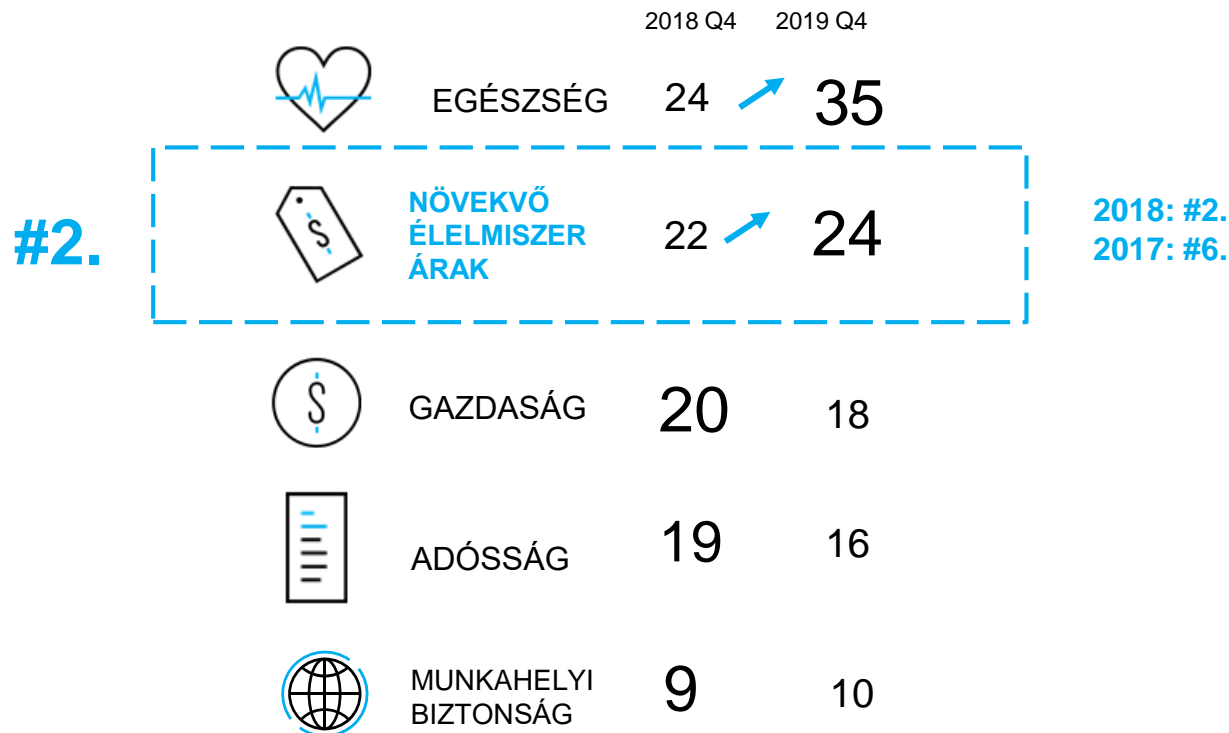 2018 Q4 2019 Q4
EGÉSZSÉG 24 35
#2.
NÖVEKVŐ
ÉLELMISZER
ÁRAK
22 24
2018: #2.
2017: #6.
GAZDASÁG 20 18
ADÓSSÁG 19 16
MUNKAHELYI
BIZTONSÁG
9 10